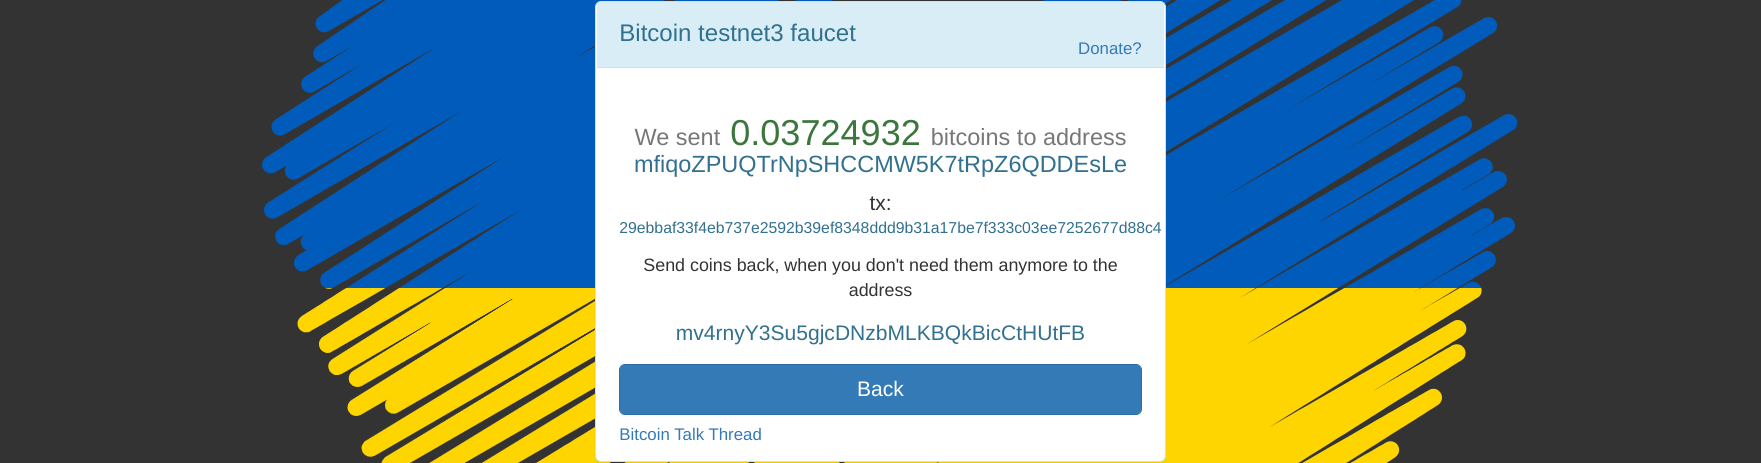 Bitcoin testnet3 faucet
Donate?
We sent 0.03724932 bitcoins to address
mfiqoZPUQTrNpSHCCMW5K7tRpZ6QDDEsLe
tx:
29ebbaf33f4eb737e2592b39ef8348ddd9b31a17be7f333c03ee7252677d88c4
Send coins back, when you don't need them anymore to the
address
mv4rnyY3Su5gjcDNzbMLKBQkBicCtHUtFB
Back
Bitcoin Talk Thread